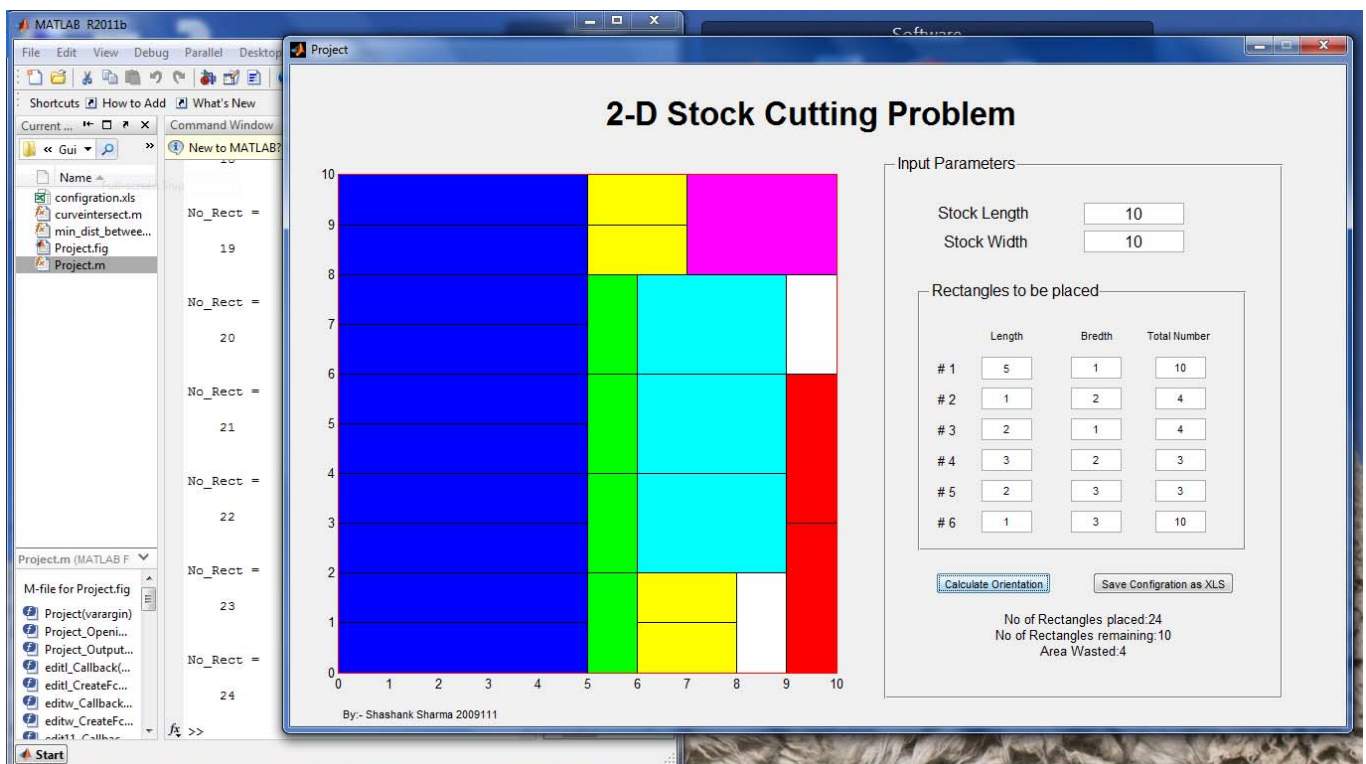 MATLAB R2011b
File Edit View Debug Parallel Desktop
Shortcuts How to Add What's New
Current ...
Command Window
« Gui
»
New to MATLAB?
Name
configration.xls
curveintersect.m
min_dist_betwee...
Project.fig
Project.m
No_Rect =
19
No_Rect =
20
No_Rect =
21
No_Rect =
22
No_Rect =
23
No_Rect =
24
fx >>
Project.m (MATLAB F
M-file for Project.fig
Project(varargin)
Project_Openi...
Project_Output...
editl_Callback(...
editl_CreateFc...
editw_Callback...
editw_CreateFc...
edit11_Callbac...
Start
Software
Project
2-D Stock Cutting Problem
10
9
8
7
6
5
4
3
2
1
0
0 1 2 3 4 5 6 7 8 9 10
By:- Shashank Sharma 2009111
Input Parameters
Stock Length 10
Stock Width 10
Rectangles to be placed
Length Bredth Total Number
# 1 5 1 10
# 2 1 2 4
# 3 2 1 4
# 4 3 2 3
# 5 2 3 3
# 6 1 3 10
Calculate Orientation Save Configration as XLS
No of Rectangles placed:24
No of Rectangles remaining:10
Area Wasted:4